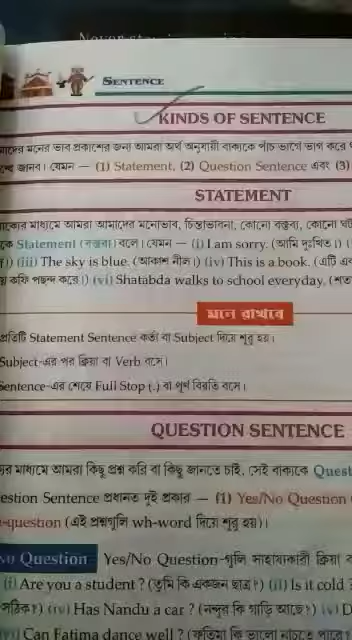 SENTENCE
KINDS OF SENTENCE
মাদের মনের ভাব প্রকাশের জন্য আমরা অর্থ অনুযায়ী বাক্যকে পাঁচ ভাগে ভাগ করে
জানব। যেমন — (1) Statement, (2) Question Sentence এবং (3)
STATEMENT
বাক্যের মাধ্যমে আমরা আমাদের মনোভাব, চিন্তাভাবনা, কোনো বক্তব্য, কোনো
কে Statement (বক্তব্য) বলে। যেমন — (i) I am sorry. (আমি দুঃখিত।) (
) (iii) The sky is blue. (আকাশ নীল।) (iv) This is a book. (এটি
কফি পছন্দ করে।) (vi) Shatabda walks to school everyday. (শত
মনে রাখবে
প্রতিটি Statement Sentence কর্তা বা Subject দিয়ে শুরু হয়।
Subject-এর পর ক্রিয়া বা Verb বসে।
Sentence-এর শেষে Full Stop (.) বা পূর্ণ বিরতি বসে।
QUESTION SENTENCE
মাধ্যমে আমরা কিছু প্রশ্ন করি বা কিছু জানতে চাই, সেই বাক্যকে Quest
estion Sentence প্রধানত দুই প্রকার — (1) Yes/No Question
-question (এই প্রশ্নগুলি wh-word দিয়ে শুরু হয়)।
No Question Yes/No Question-গুলি সাহায্যকারী ক্রিয়া
(i) Are you a student ? (তুমি কি একজন ছাত্র?) (ii) Is it cold ?
সঠিক?) (iv) Has Nandu a car ? (নন্দুর কি গাড়ি আছে?) (v) D
(vi) Can Fatima dance well ? (ফতিমা কি ভালো নাচতে পারে